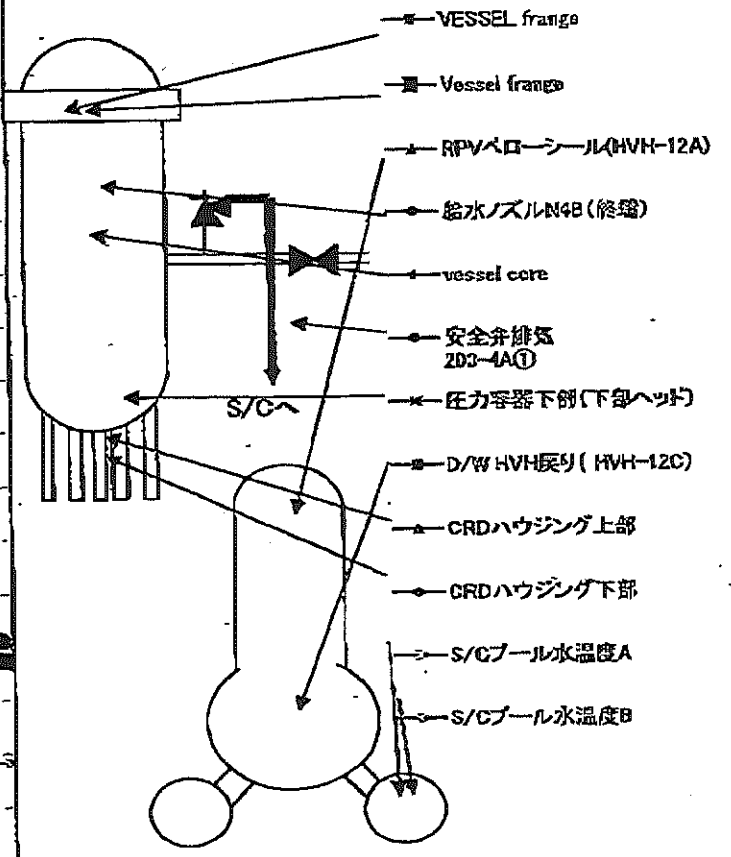 VESSEL frange
Vessel frange
RPVベローシール(HVH-12A)
給水ノズルN4B(終端)
vessel core
安全弁排気
203-4A①
圧力容器下部(下部ヘッド)
S/Cへ
D/W HVH戻り( HVH-12C)
CRDハウジング上部
CRDハウジング下部
S/Cプール水温度A
S/Cプール水温度B